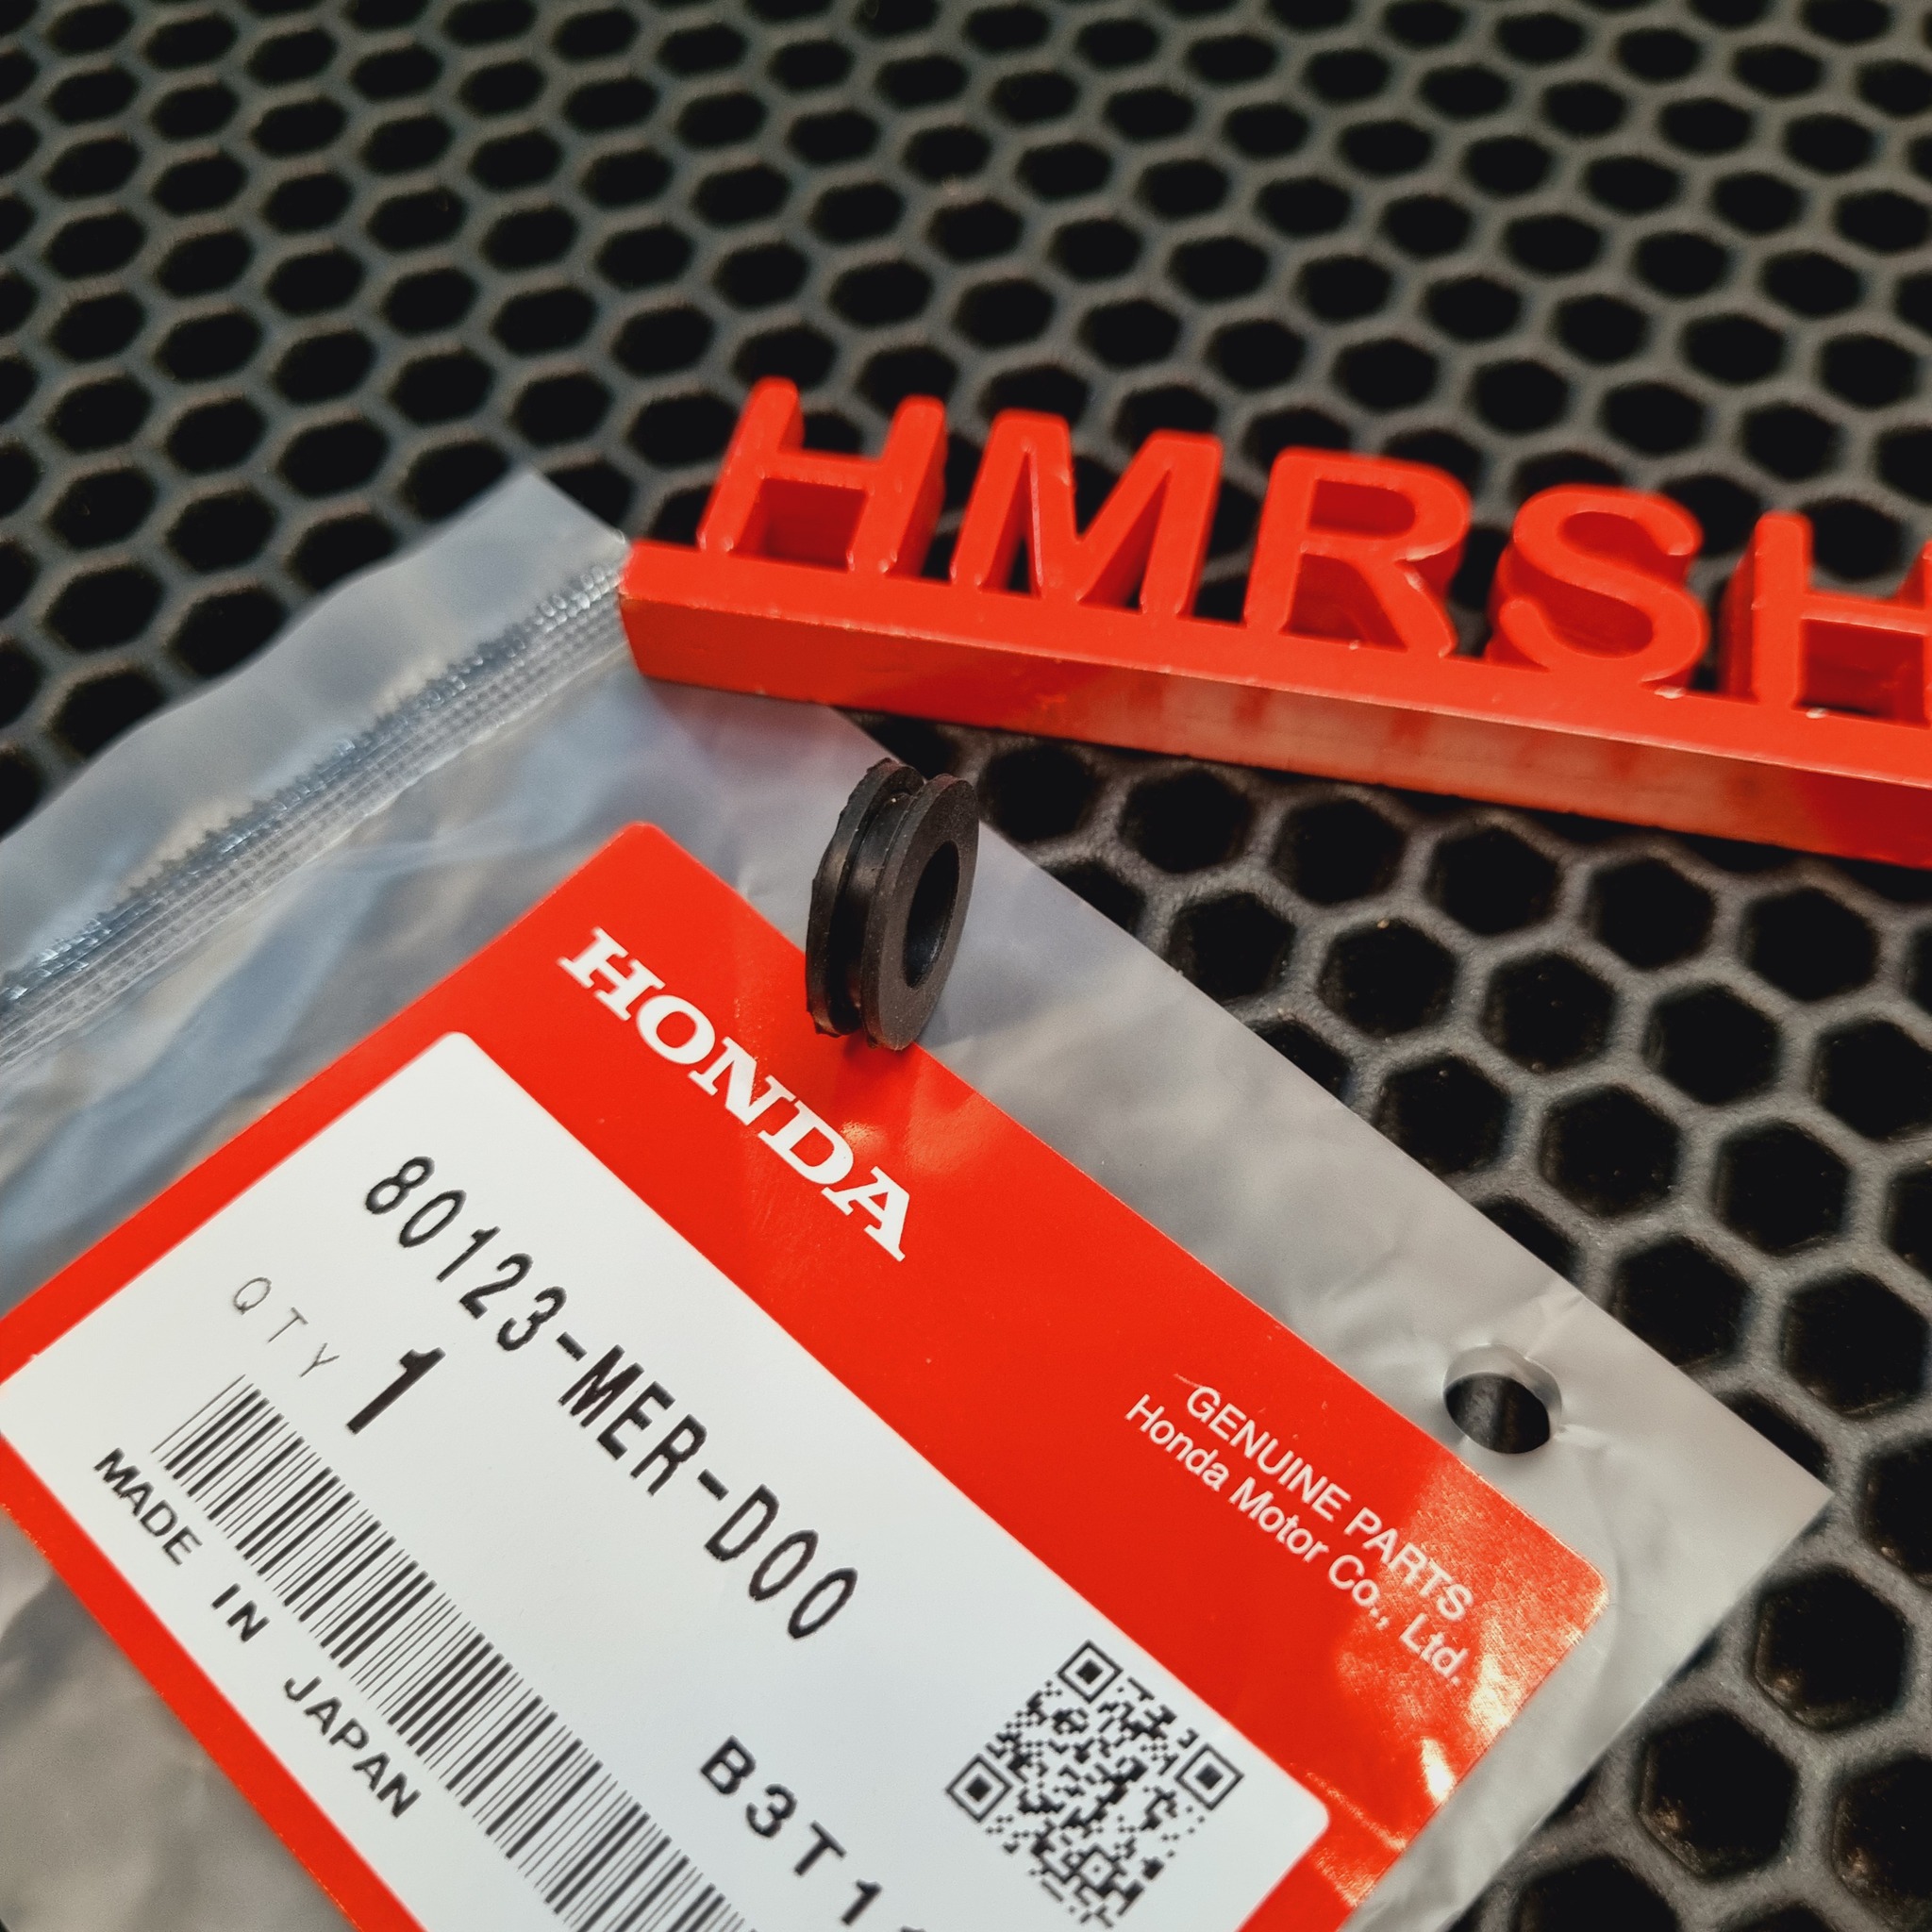 HMRSH
HONDA
GENUINE PARTS
Honda Motor Co., Ltd.
80123-MER-D00
QTY 1
MADE IN JAPAN
B3T1